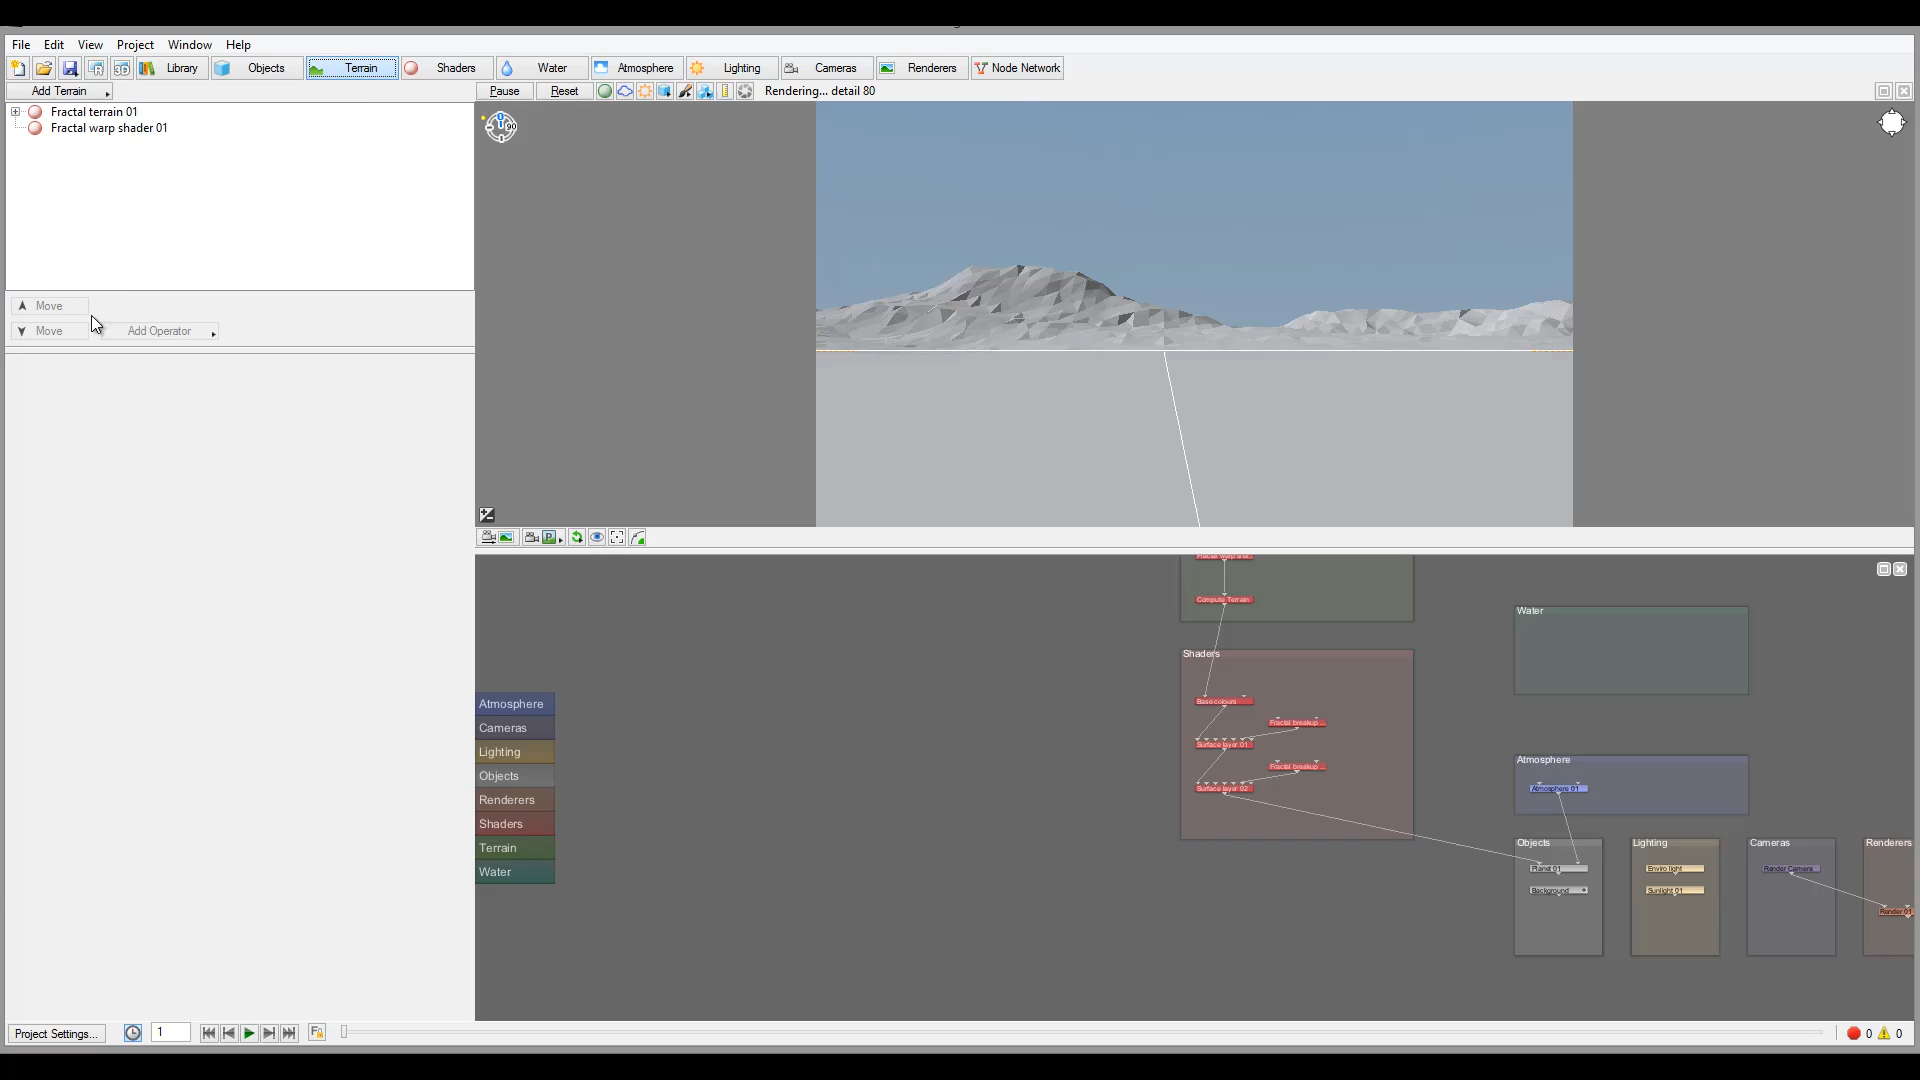 File Edit View Project Window Help
Library Objects Terrain Shaders Water Atmosphere Lighting Cameras Renderers Node Network
Add Terrain Pause Reset Rendering... detail 80
Fractal terrain 01
Fractal warp shader 01
90
Move
Move Add Operator
P
Compute Terrain
Water
Shaders
Atmosphere
Cameras
Lighting
Objects
Renderers
Shaders
Terrain
Water
Base colours
Fractal breakup ...
Surface layer 01
Fractal breakup ...
Surface layer 02
Atmosphere
Atmosphere 01
Objects Lighting Cameras Renderers
Planet 01 Enviro light Render Camera
Background Sunlight 01
Render 01
Project Settings... 1 0 0